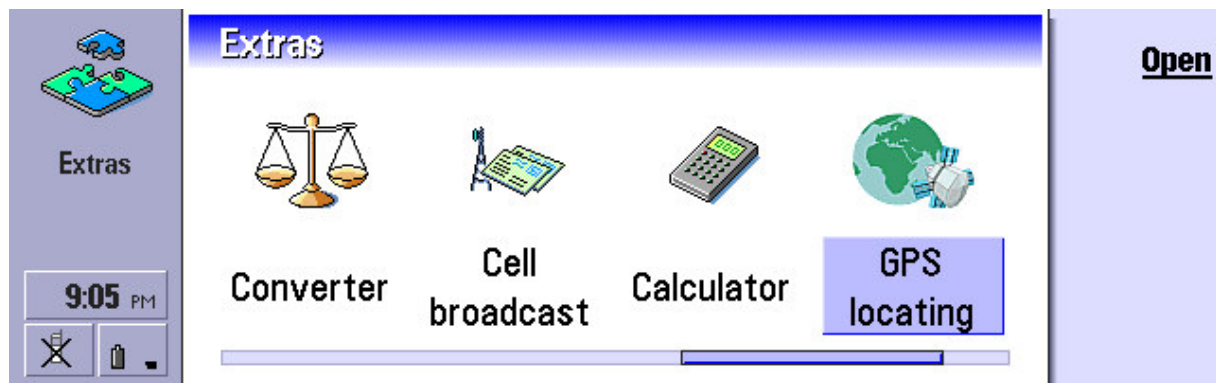 Extras
Open
Extras
Converter
Cell
broadcast
Calculator
GPS
locating
9:05 PM